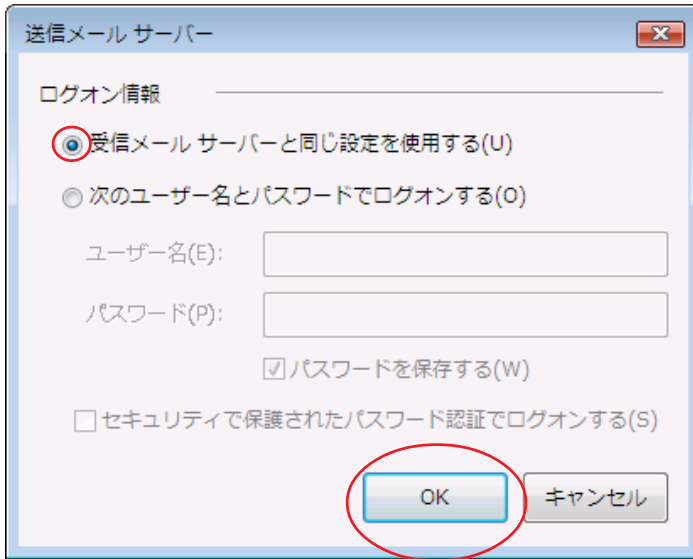 送信メール サーバー
ログオン情報
受信メール サーバーと同じ設定を使用する(U)
次のユーザー名とパスワードでログオンする(O)
ユーザー名(E):
パスワード(P):
パスワードを保存する(W)
セキュリティで保護されたパスワード認証でログオンする(S)
OK キャンセル